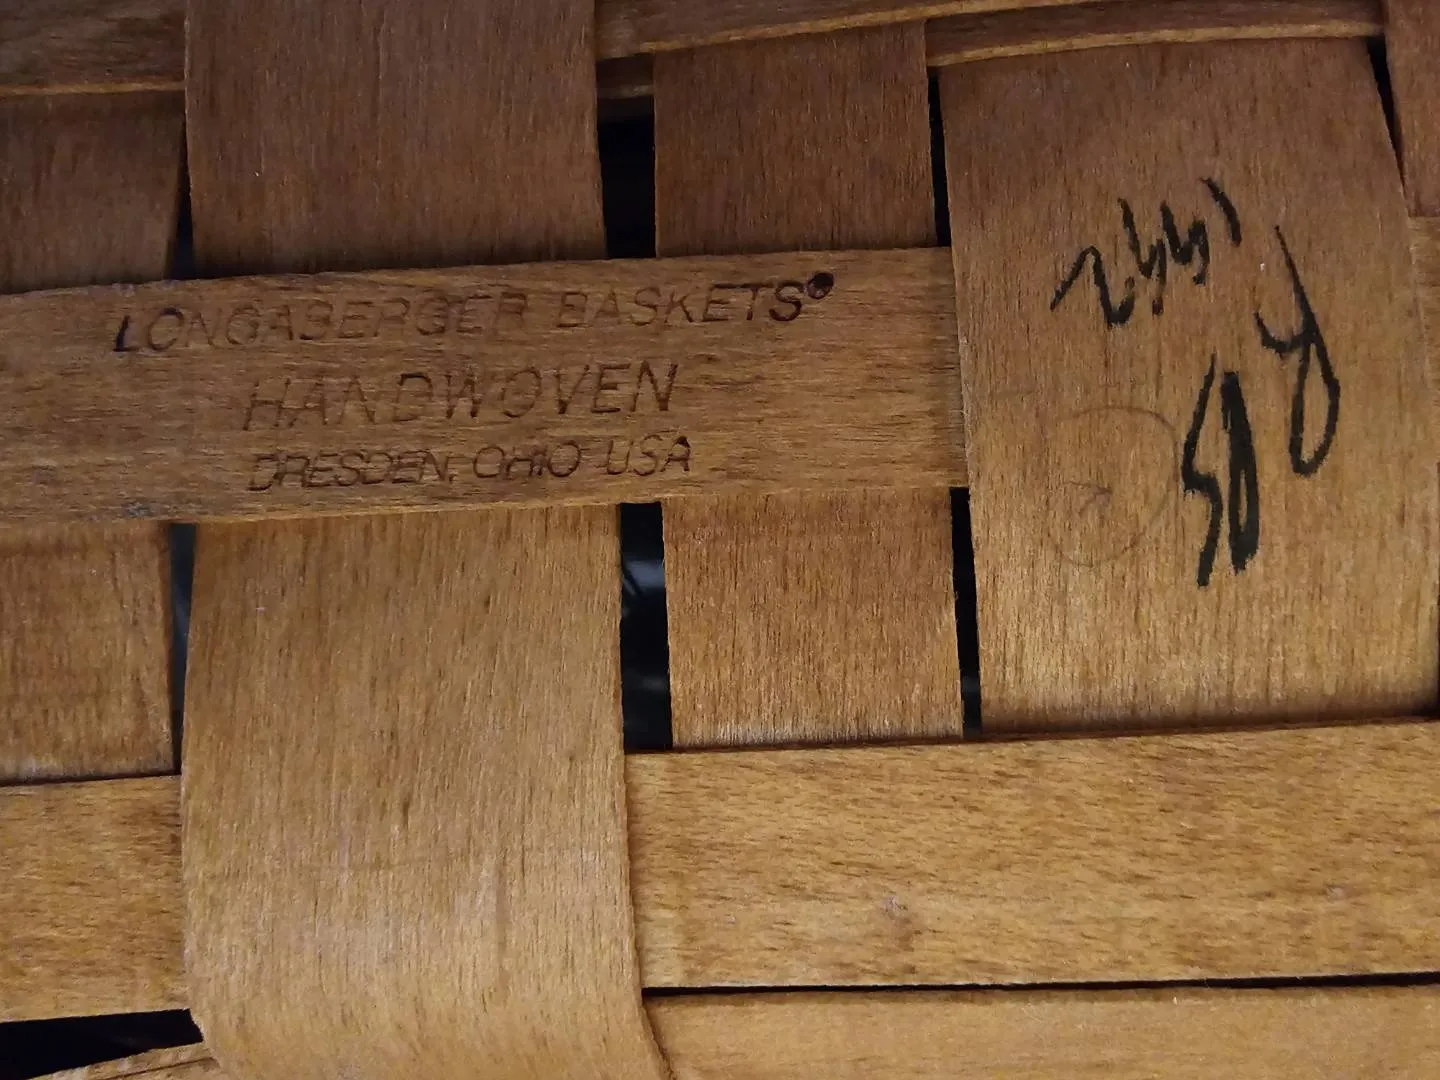 LONGABERGER BASKETS®
HANDWOVEN
DRESDEN, OHIO USA
1992